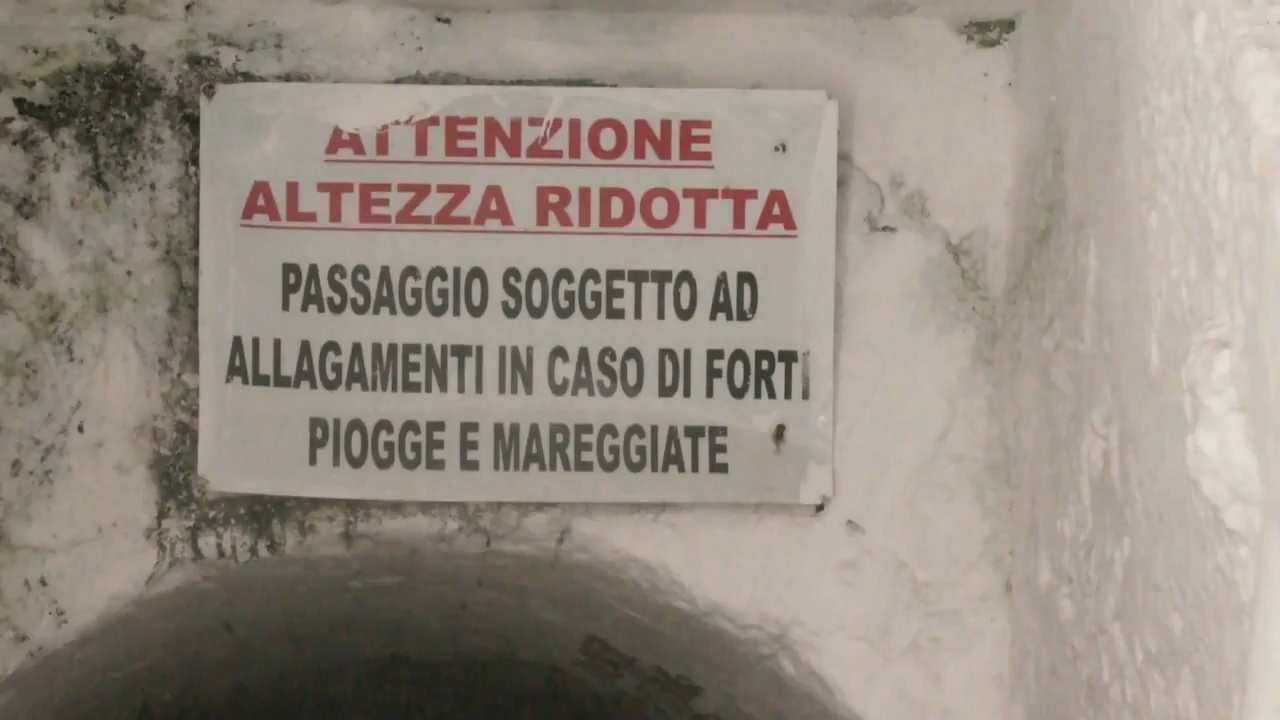 ATTENZIONE
ALTEZZA RIDOTTA
PASSAGGIO SOGGETTO AD
ALLAGAMENTI IN CASO DI FORTI
PIOGGE E MAREGGIATE